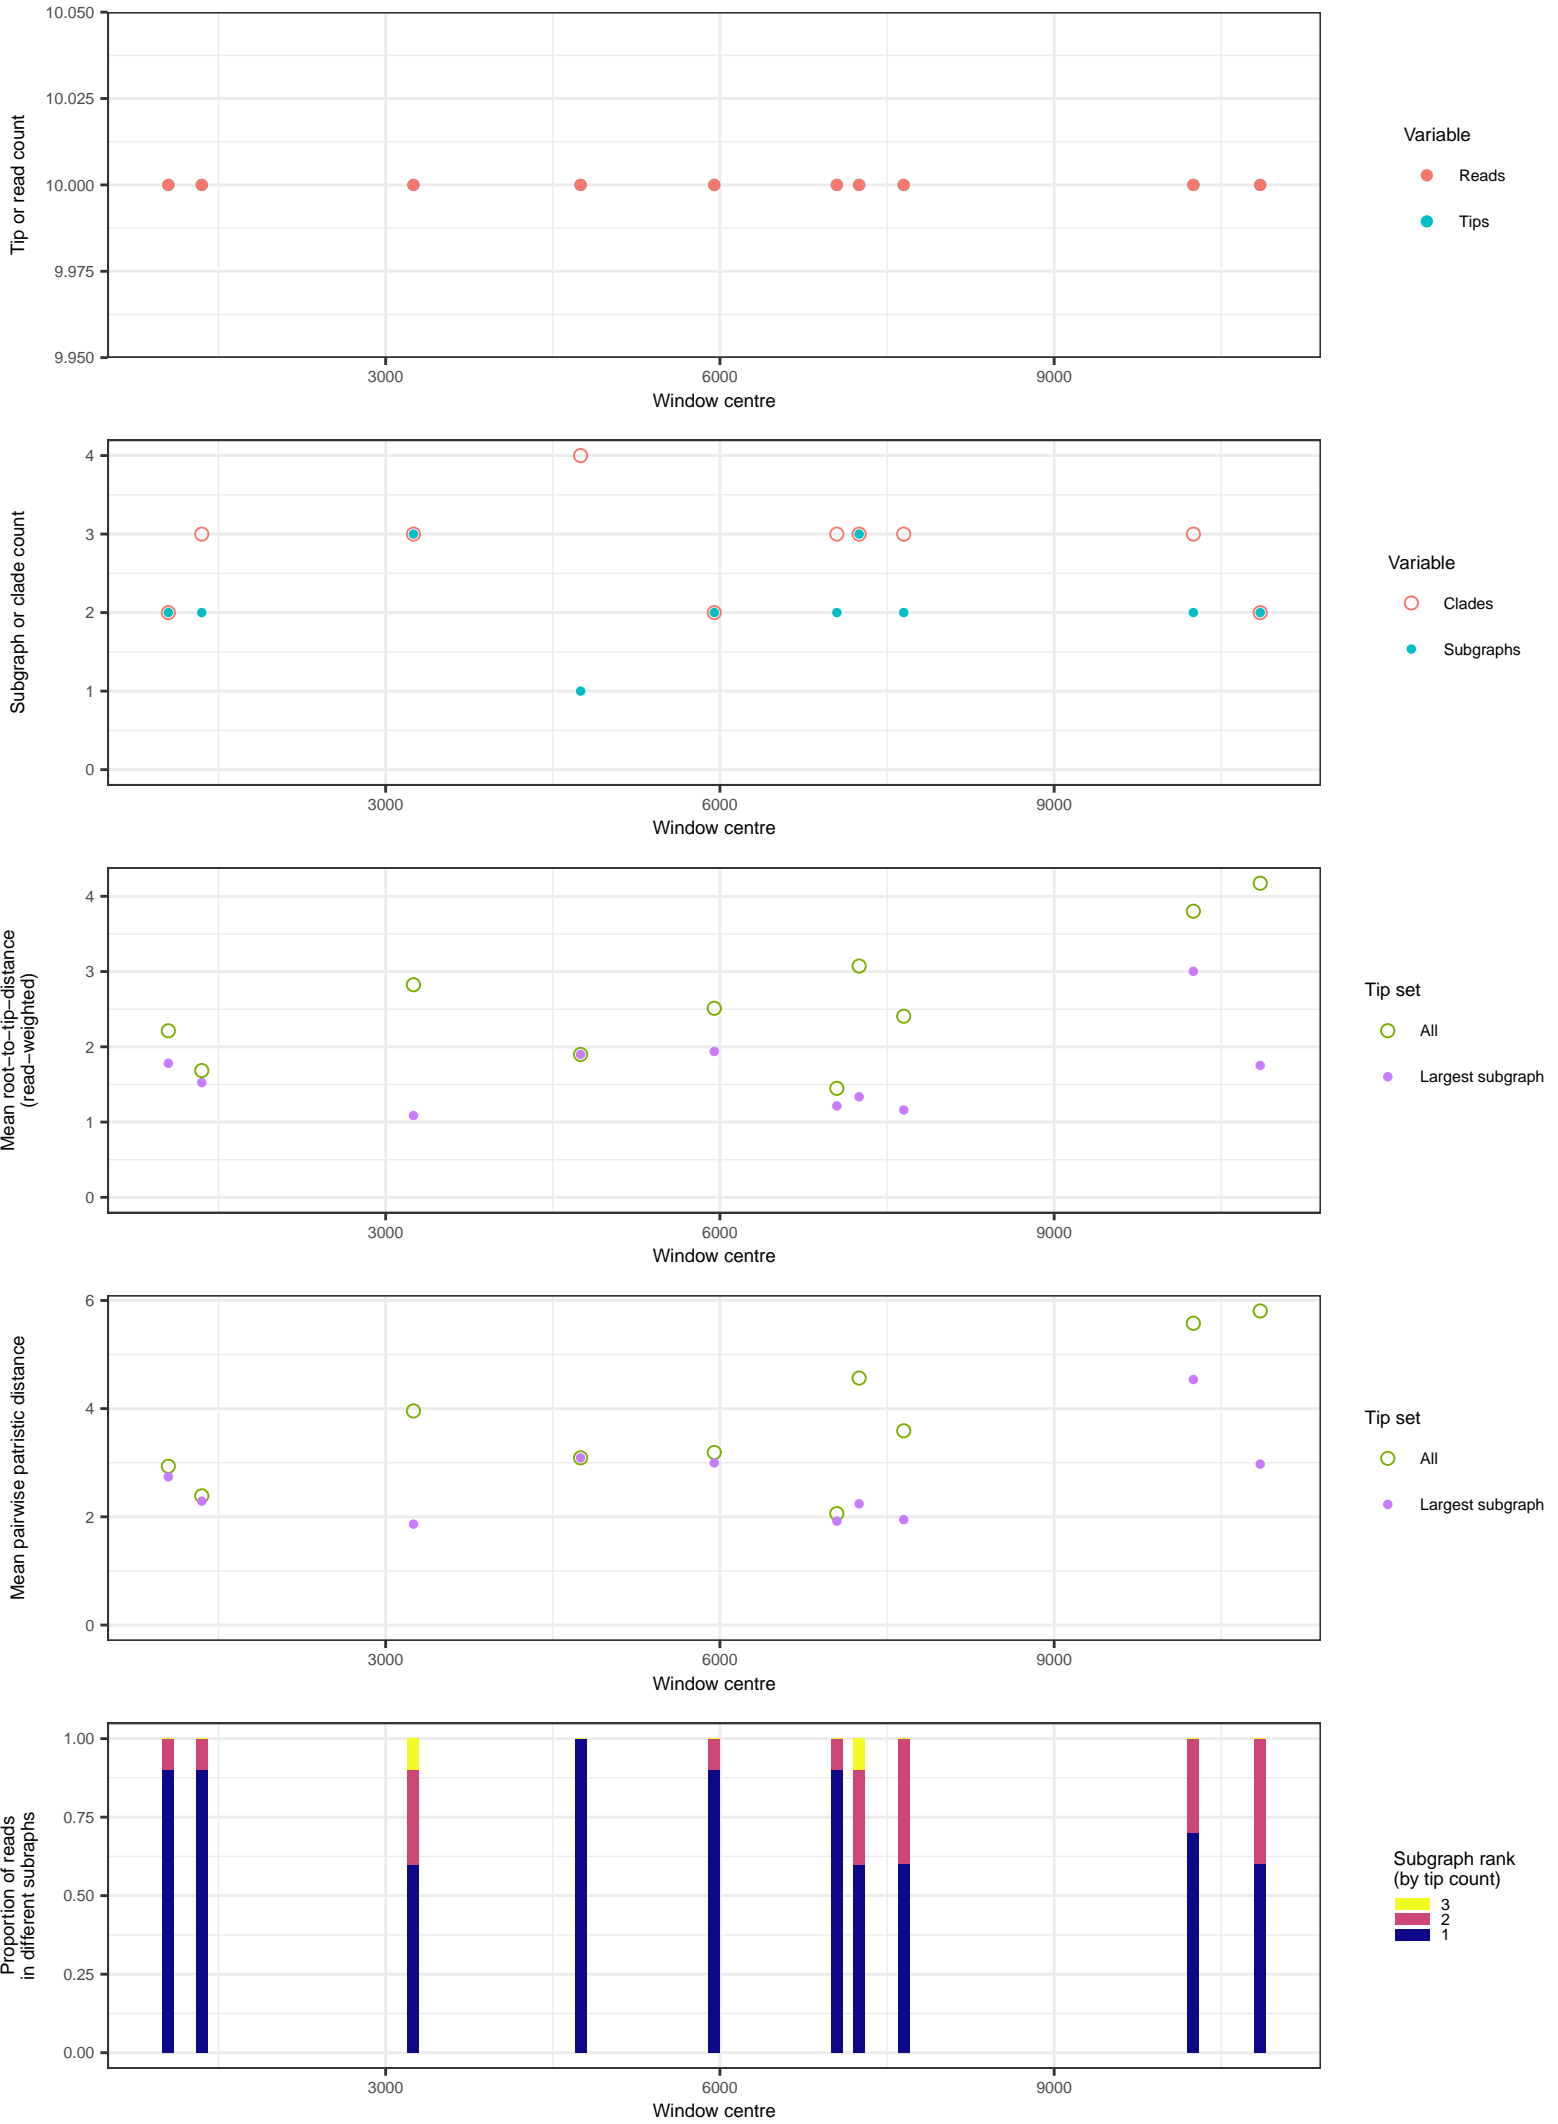 10.050
10.025
10.000
9.975
9.950
Tip or read count
3000
6000
9000
Window centre
Variable
Reads
Tips
4
3
2
1
0
Subgraph or clade count
3000
6000
9000
Window centre
Variable
Clades
Subgraphs
4
3
2
1
0
Mean root−to−tip−distance
(read−weighted)
3000
6000
9000
Window centre
Tip set
All
Largest subgraph
6
4
2
0
Mean pairwise patristic distance
3000
6000
9000
Window centre
Tip set
All
Largest subgraph
1.00
0.75
0.50
0.25
0.00
Proportion of reads
in different subraphs
3000
6000
9000
Window centre
Subgraph rank
(by tip count)
3
2
1